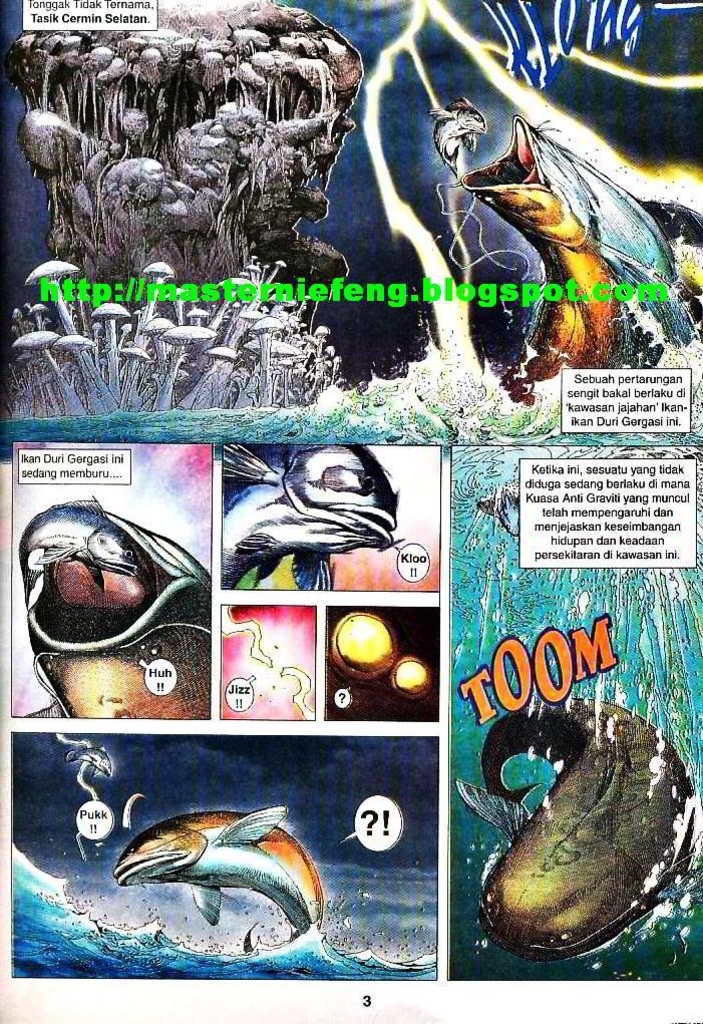 Tonggak Tidak Ternama,
Tasik Cermin Selatan.
KLONG
http://masterniefeng.blogspot.com
Sebuah pertarungan
sengit bakal berlaku di
'kawasan jajahan' Ikan-
ikan Duri Gergasi ini.
Ikan Duri Gergasi ini
sedang memburu....
Kloo
!!
Huh
!!
Jizz
!!
?
Ketika ini, sesuatu yang tidak
diduga sedang berlaku di mana
Kuasa Anti Graviti yang muncul
telah mempengaruhi dan
menjejaskan keseimbangan
hidupan dan keadaan
persekitaran di kawasan ini.
TOOM
Pukk
!!
?!
3